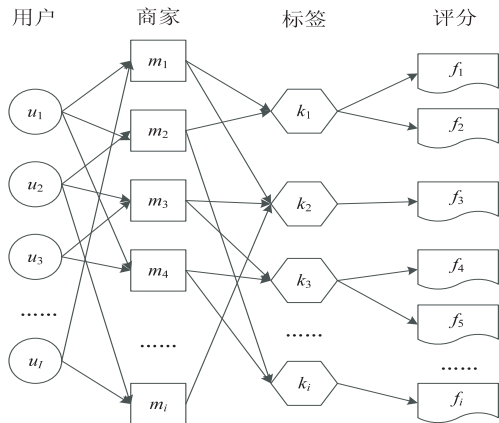 用户 商家 标签 评分
m1
f1
u1 m2 k1 f2
u2 m3 k2 f3
u3 m4 k3 f4
f5
...... ...... ...... ......
uI mi ki fi